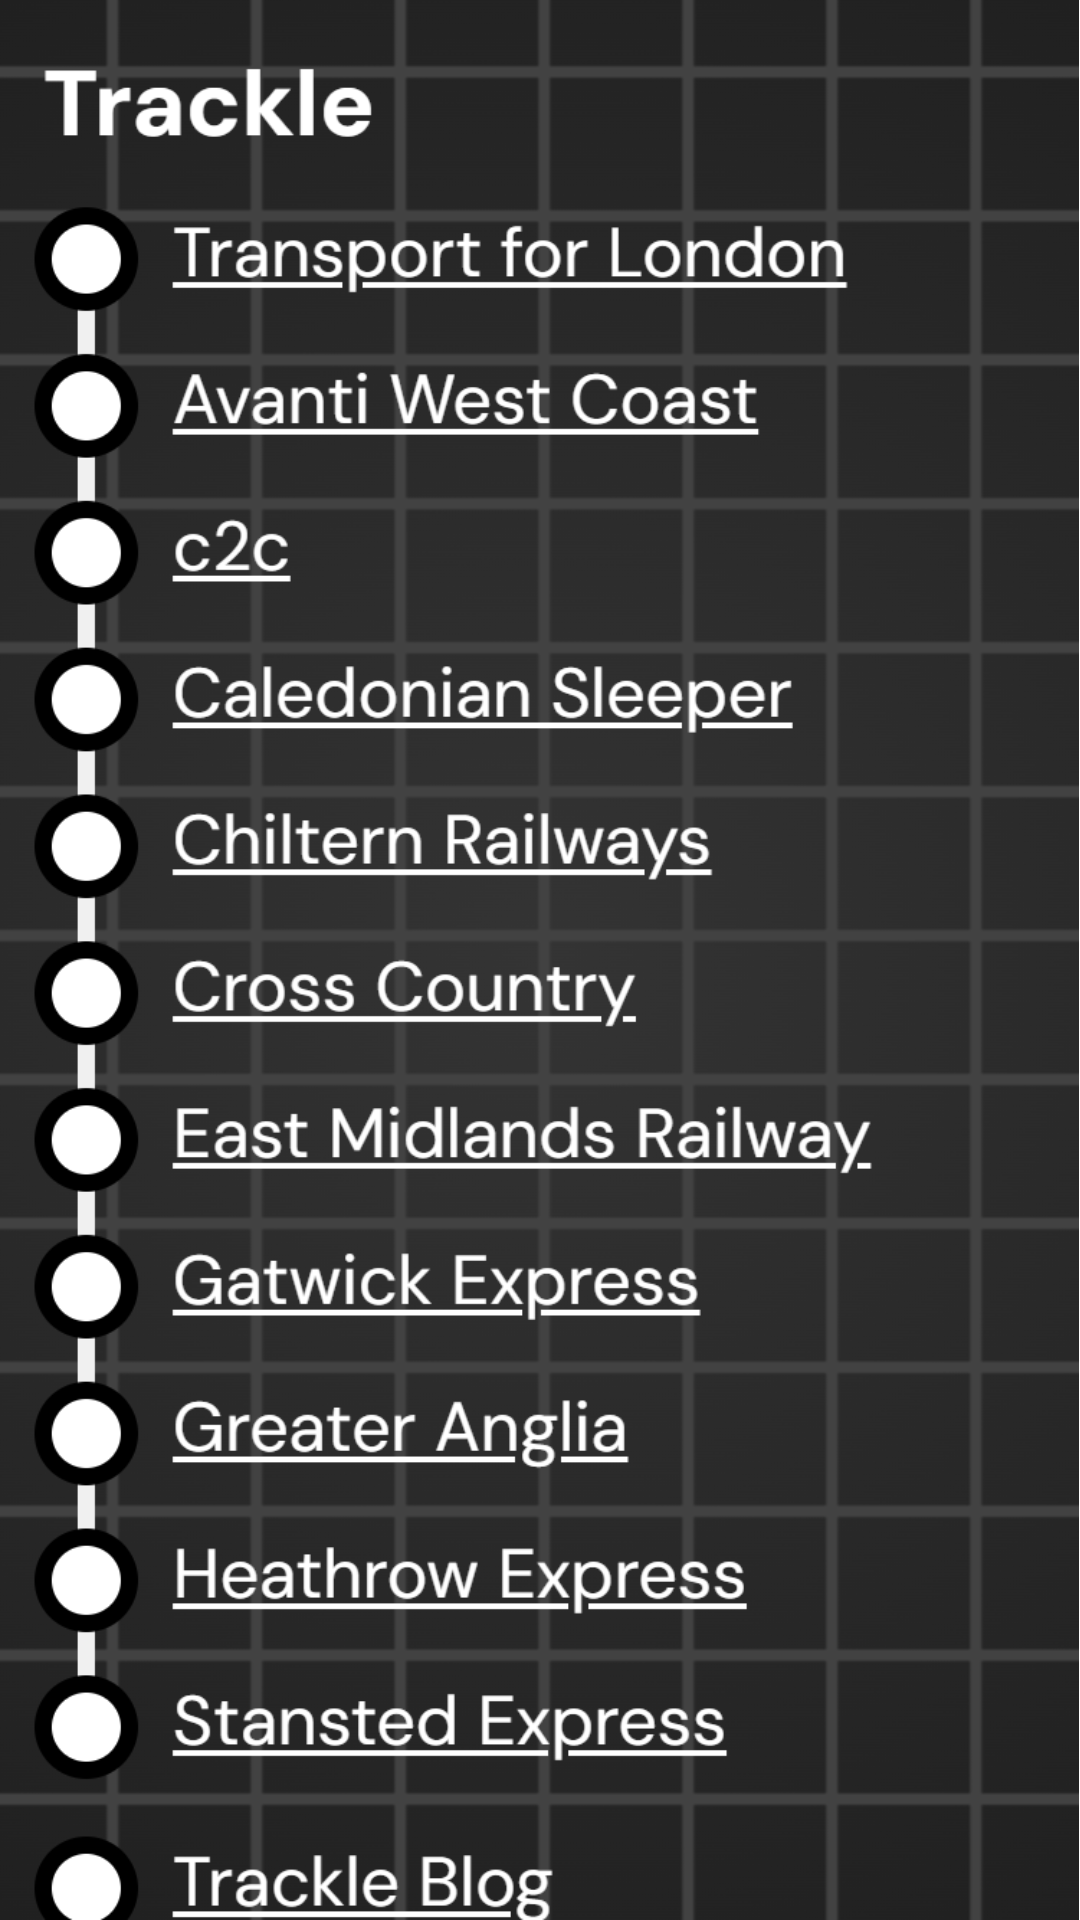 Trackle
Transport for London
Avanti West Coast
c2c
Caledonian Sleeper
Chiltern Railways
Cross Country
East Midlands Railway
Gatwick Express
Greater Anglia
Heathrow Express
Stansted Express
Trackle Blog